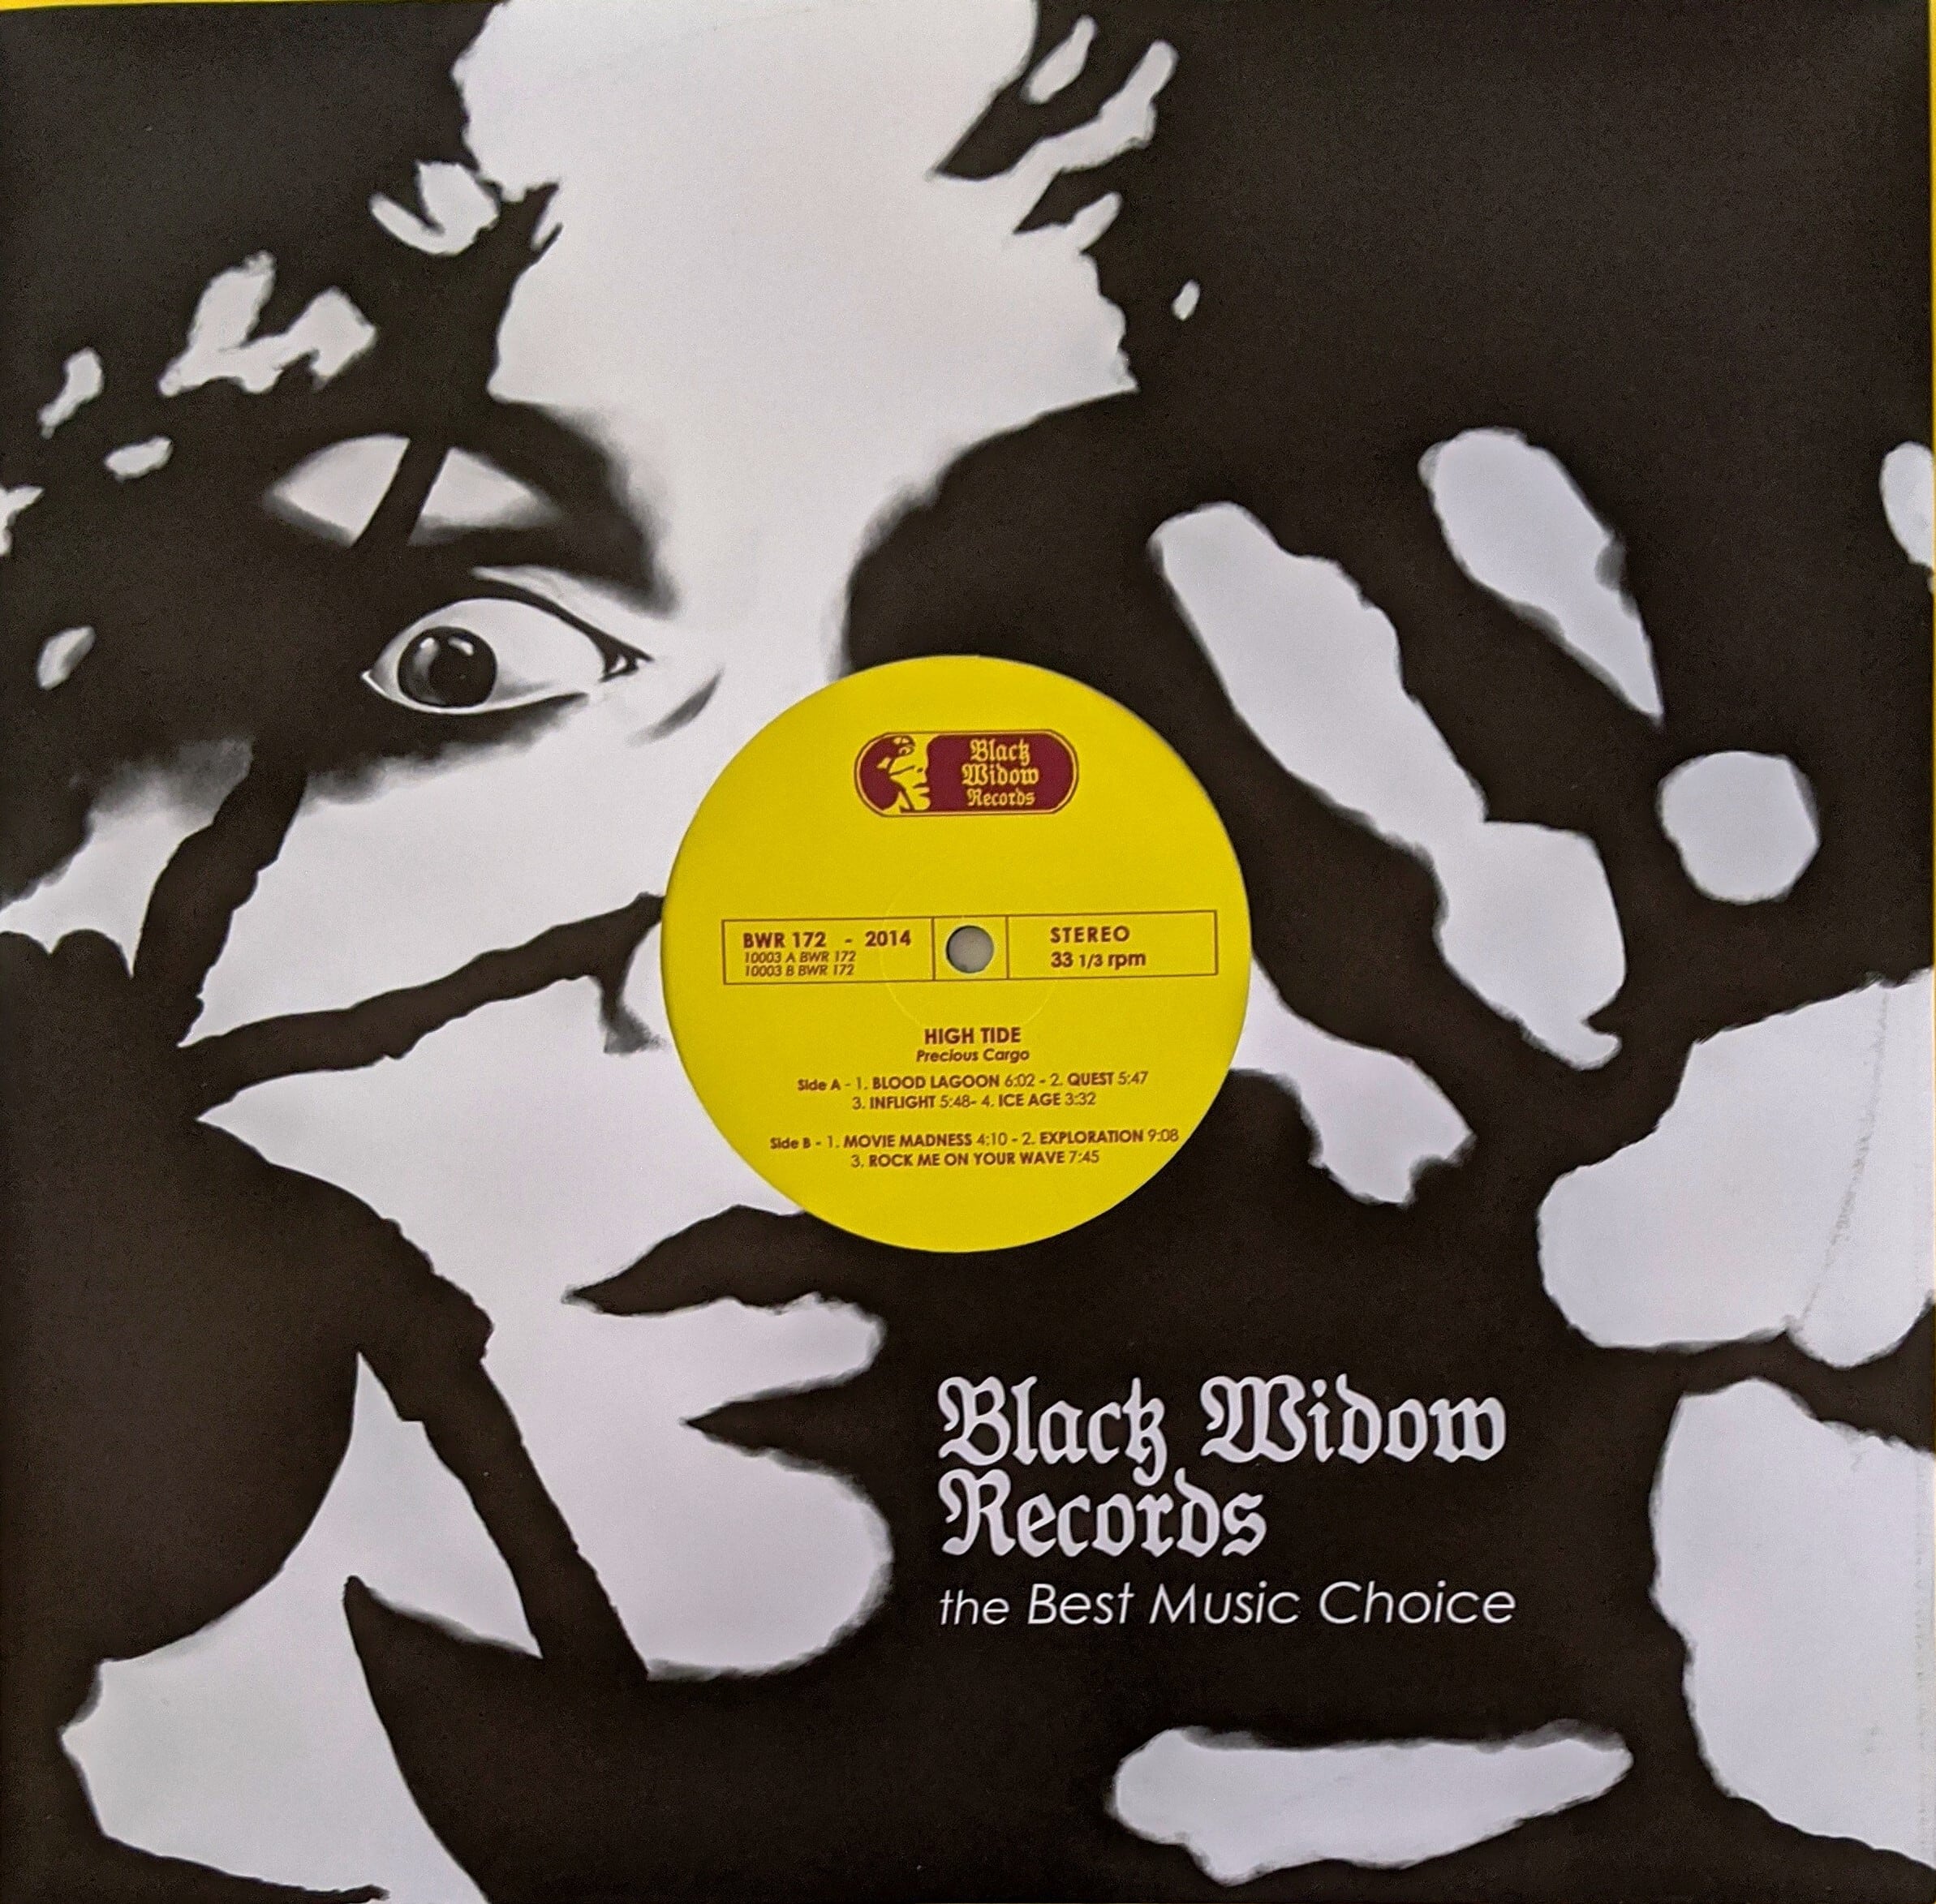 Black
Widow
Records
BWR 172 - 2014
10003 A BWR 172
10003 B BWR 172
STEREO
33 1/3 rpm
HIGH TIDE
Precious Cargo
Side A - 1. BLOOD LAGOON 6:02 - 2. QUEST 5:47
3. INFLIGHT 5:48- 4. ICE AGE 3:32
Side B - 1. MOVIE MADNESS 4:10 - 2. EXPLORATION 9:08
3. ROCK ME ON YOUR WAVE 7:45
Black Widow
Records
the Best Music Choice